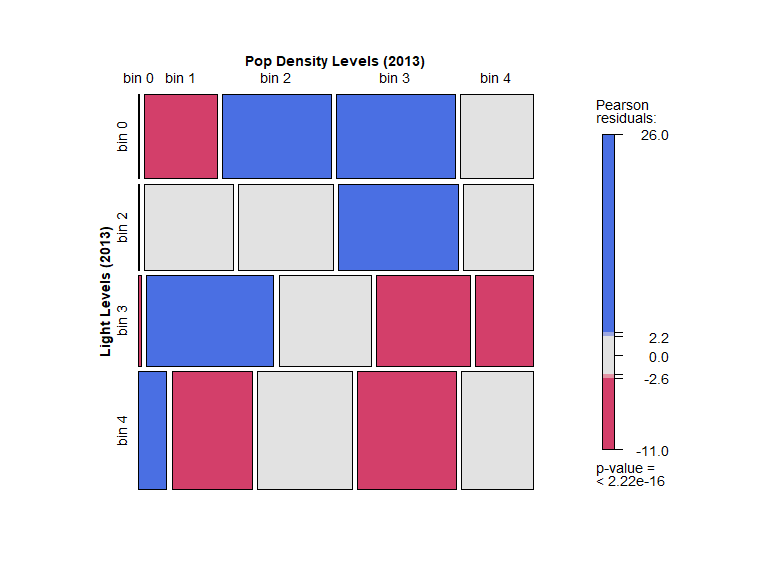 Pop Density Levels (2013)
bin 0 bin 1 bin 2 bin 3 bin 4
Light Levels (2013)
bin 0
bin 2
bin 3
bin 4
Pearson
residuals:
26.0
2.2
0.0
-2.6
-11.0
p-value =
< 2.22e-16